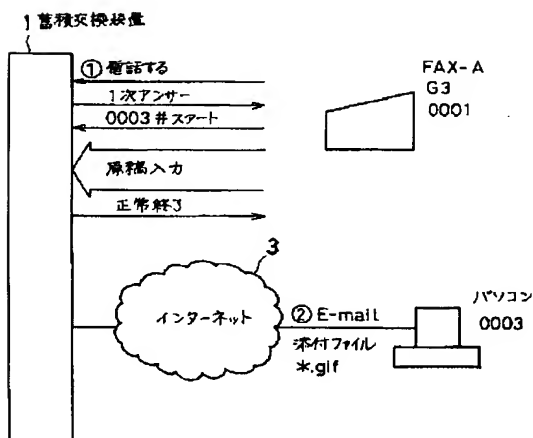 1 蓄積交換装置
①電話する
1次アンサー
0003#スタート
原稿入力
正常終了
FAX-A
G3
0001
3
インターネット
②E-mail
添付ファイル
*.gif
パソコン
0003